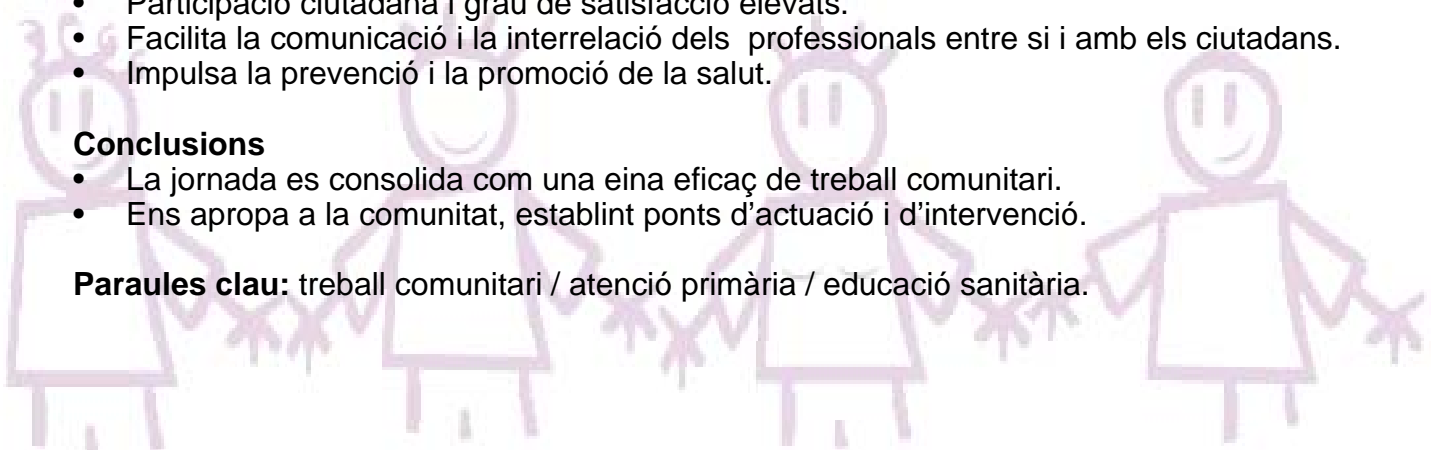 • Participació ciutadana i grau de satisfacció elevats.
• Facilita la comunicació i la interrelació dels  professionals entre si i amb els ciutadans.
• Impulsa la prevenció i la promoció de la salut.
Conclusions
• La jornada es consolida com una eina eficaç de treball comunitari.
• Ens apropa a la comunitat, establint ponts d’actuació i d’intervenció.
Paraules clau: treball comunitari / atenció primària / educació sanitària.